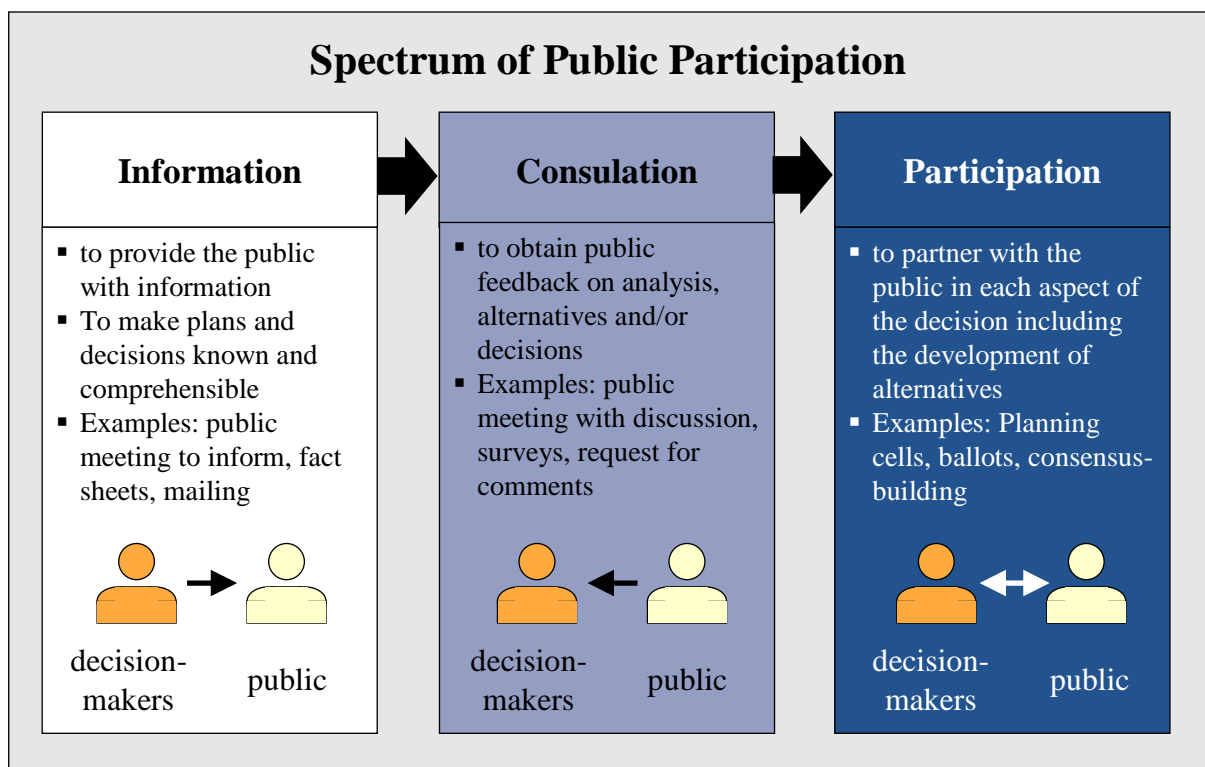 Spectrum of Public Participation
Information
▪ to provide the public
with information
▪ To make plans and
decisions known and
comprehensible
▪ Examples: public
meeting to inform, fact
sheets, mailing
decision-
makers
public
Consulation
▪ to obtain public
feedback on analysis,
alternatives and/or
decisions
▪ Examples: public
meeting with discussion,
surveys, request for
comments
decision-
makers
public
Participation
▪ to partner with the
public in each aspect of
the decision including
the development of
alternatives
▪ Examples: Planning
cells, ballots, consensus-
building
decision-
makers
public